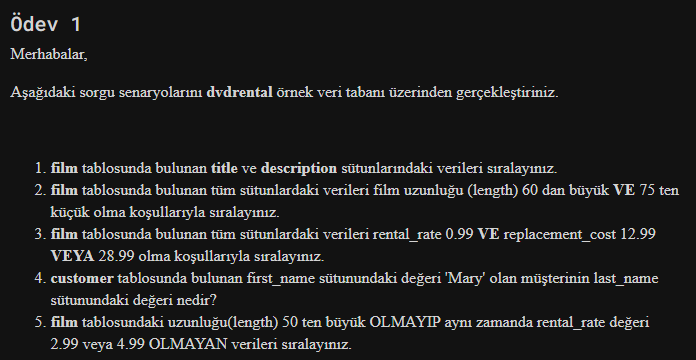 Ödev 1
Merhabalar,
Aşağıdaki sorgu senaryolarını dvdrental örnek veri tabanı üzerinden gerçekleştiriniz.
1. film tablosunda bulunan title ve description sütunlarındaki verileri sıralayınız.
2. film tablosunda bulunan tüm sütunlardaki verileri film uzunluğu (length) 60 dan büyük VE 75 ten
küçük olma koşullarıyla sıralayınız.
3. film tablosunda bulunan tüm sütunlardaki verileri rental_rate 0.99 VE replacement_cost 12.99
VEYA 28.99 olma koşullarıyla sıralayınız.
4. customer tablosunda bulunan first_name sütunundaki değeri 'Mary' olan müşterinin last_name
sütunundaki değeri nedir?
5. film tablosundaki uzunluğu(length) 50 ten büyük OLMAYIP aynı zamanda rental_rate değeri
2.99 veya 4.99 OLMAYAN verileri sıralayınız.